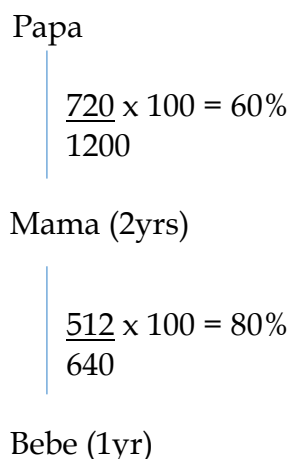 Papa
720 x 100 = 60%
1200
Mama (2yrs)
512 x 100 = 80%
640
Bebe (1yr)